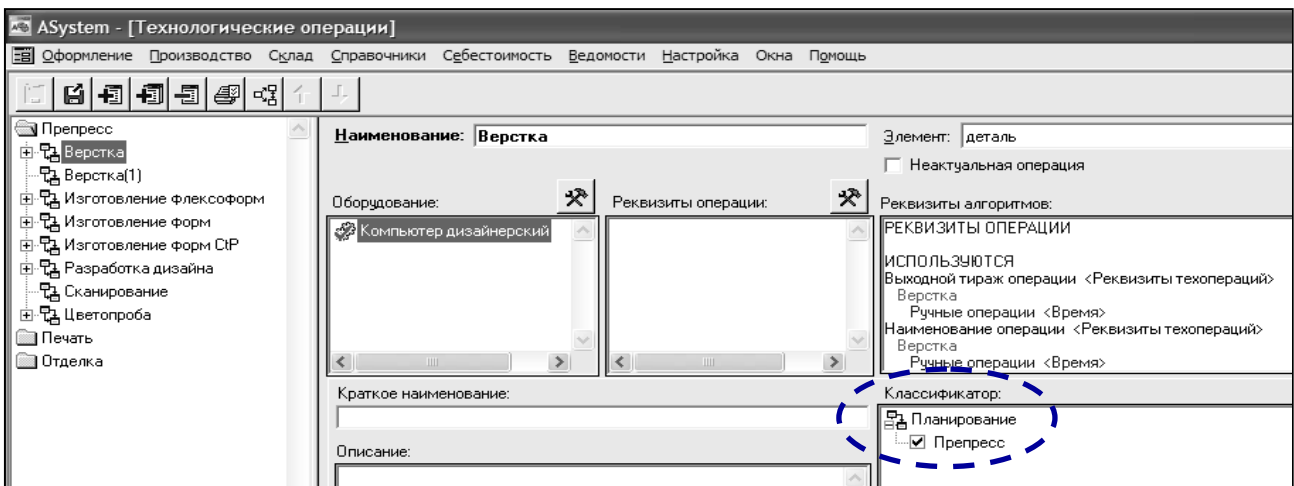 ASystem - [Технологические операции]
Оформление Производство Склад Справочники Себестоимость Ведомости Настройка Окна Помощь
Препресс
Верстка
Верстка(1)
Изготовление флексоформ
Изготовление форм
Изготовление форм CtP
Разработка дизайна
Сканирование
Цветопроба
Печать
Отделка
Наименование: Верстка
Элемент: деталь
Неактуальная операция
Оборудование:
Компьютер дизайнерский
Реквизиты операции:
Реквизиты алгоритмов:
РЕКВИЗИТЫ ОПЕРАЦИИ
ИСПОЛЬЗУЮТСЯ
Выходной тираж операции <Реквизиты техопераций>
Верстка
Ручные операции <Время>
Наименование операции <Реквизиты техопераций>
Верстка
Ручные операции <Время>
Краткое наименование:
Описание:
Классификатор:
Планирование
Препресс